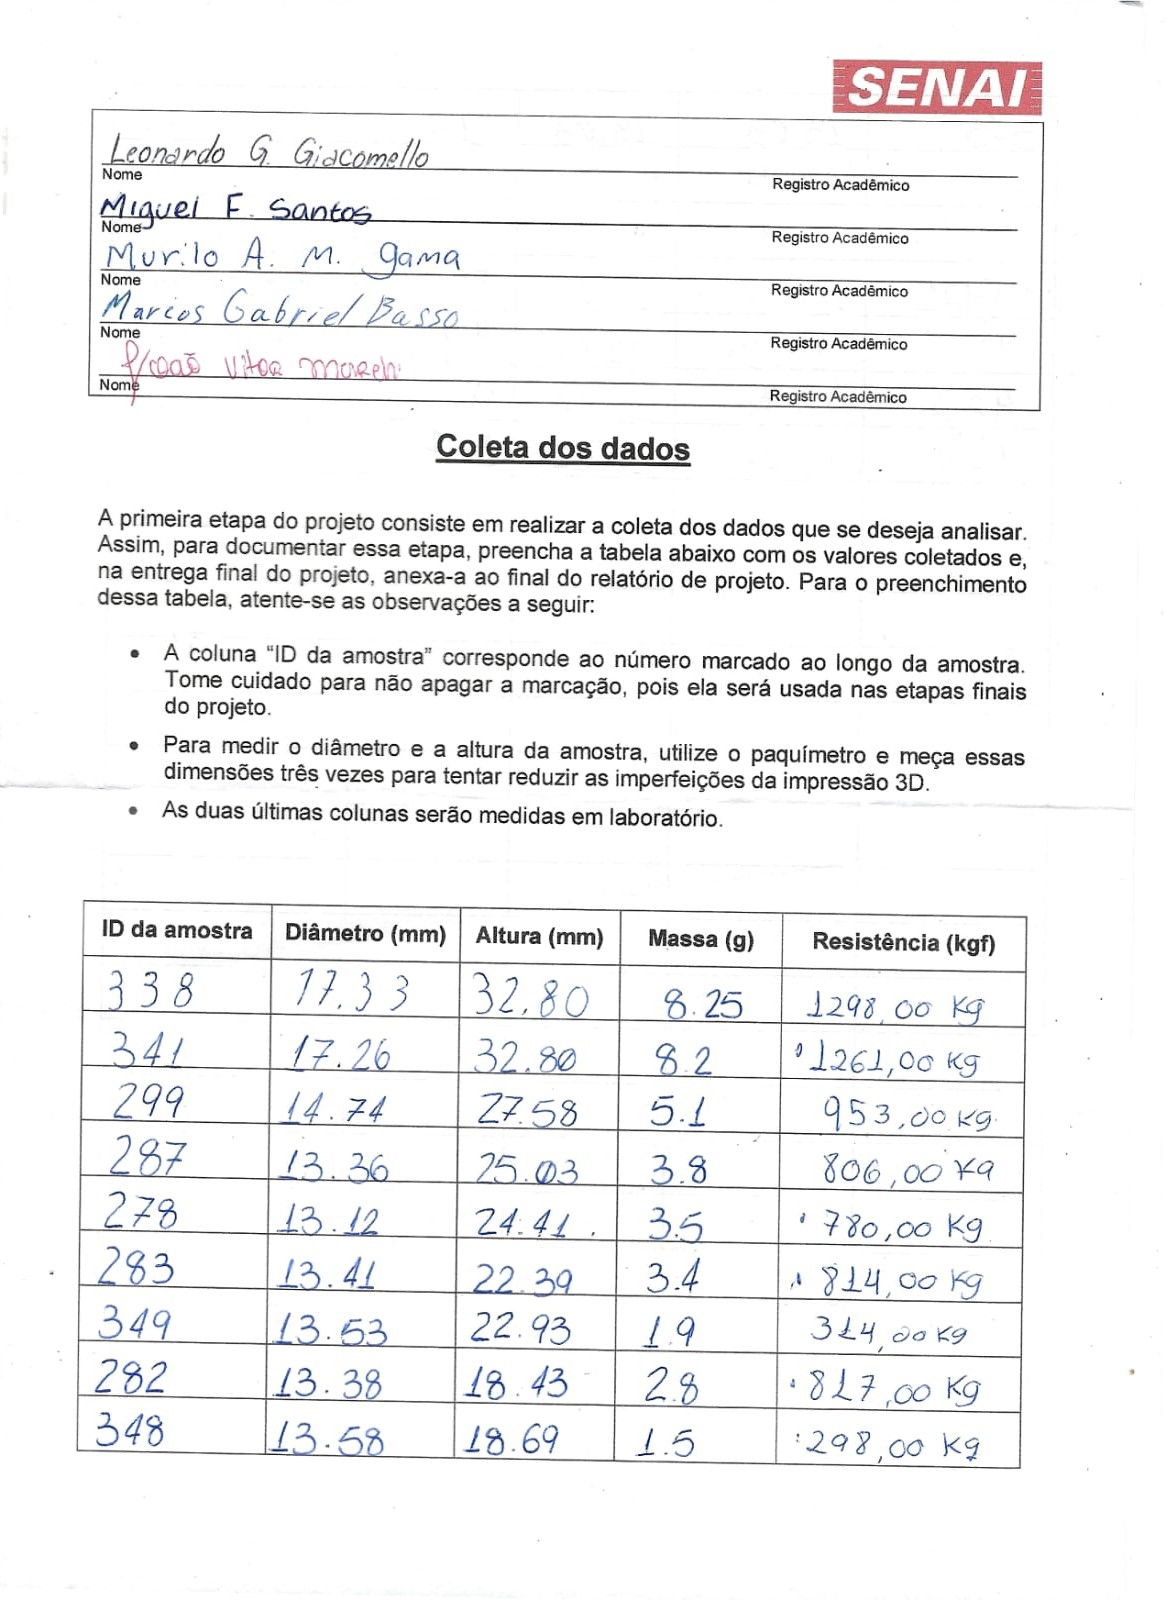 SENAI
Leonardo G. Giacomello
Nome Registro Acadêmico
Miguel F. Santos
Nome Registro Acadêmico
Murilo A. M. gama
Nome Registro Acadêmico
Marcos Gabriel Basso
Nome Registro Acadêmico
Vitor
Nome Registro Acadêmico
Coleta dos dados
A primeira etapa do projeto consiste em realizar a coleta dos dados que se deseja analisar.
Assim, para documentar essa etapa, preencha a tabela abaixo com os valores coletados e,
na entrega final do projeto, anexa-a ao final do relatório de projeto. Para o preenchimento
dessa tabela, atente-se as observações a seguir:
• A coluna “ID da amostra” corresponde ao número marcado ao longo da amostra.
Tome cuidado para não apagar a marcação, pois ela será usada nas etapas finais
do projeto.
• Para medir o diâmetro e a altura da amostra, utilize o paquímetro e meça essas
dimensões três vezes para tentar reduzir as imperfeições da impressão 3D.
• As duas últimas colunas serão medidas em laboratório.
ID da amostra Diâmetro (mm) Altura (mm) Massa (g) Resistência (kgf)
338 17.33 32.80 8.25 1298,00 Kg
341 17.26 32.80 8.2 1261,00 Kg
299 14.74 27.58 5.1 953,00 Kg.
287 13.36 25.03 3.8 806,00 Kg
278 13.12 24.41 3.5 780,00 Kg
283 13.41 22.39 3.4 814,00 Kg
349 13.53 22.93 1.9 314,00 Kg
282 13.38 18.43 2.8 817,00 Kg
348 13.58 18.69 1.5 298,00 Kg